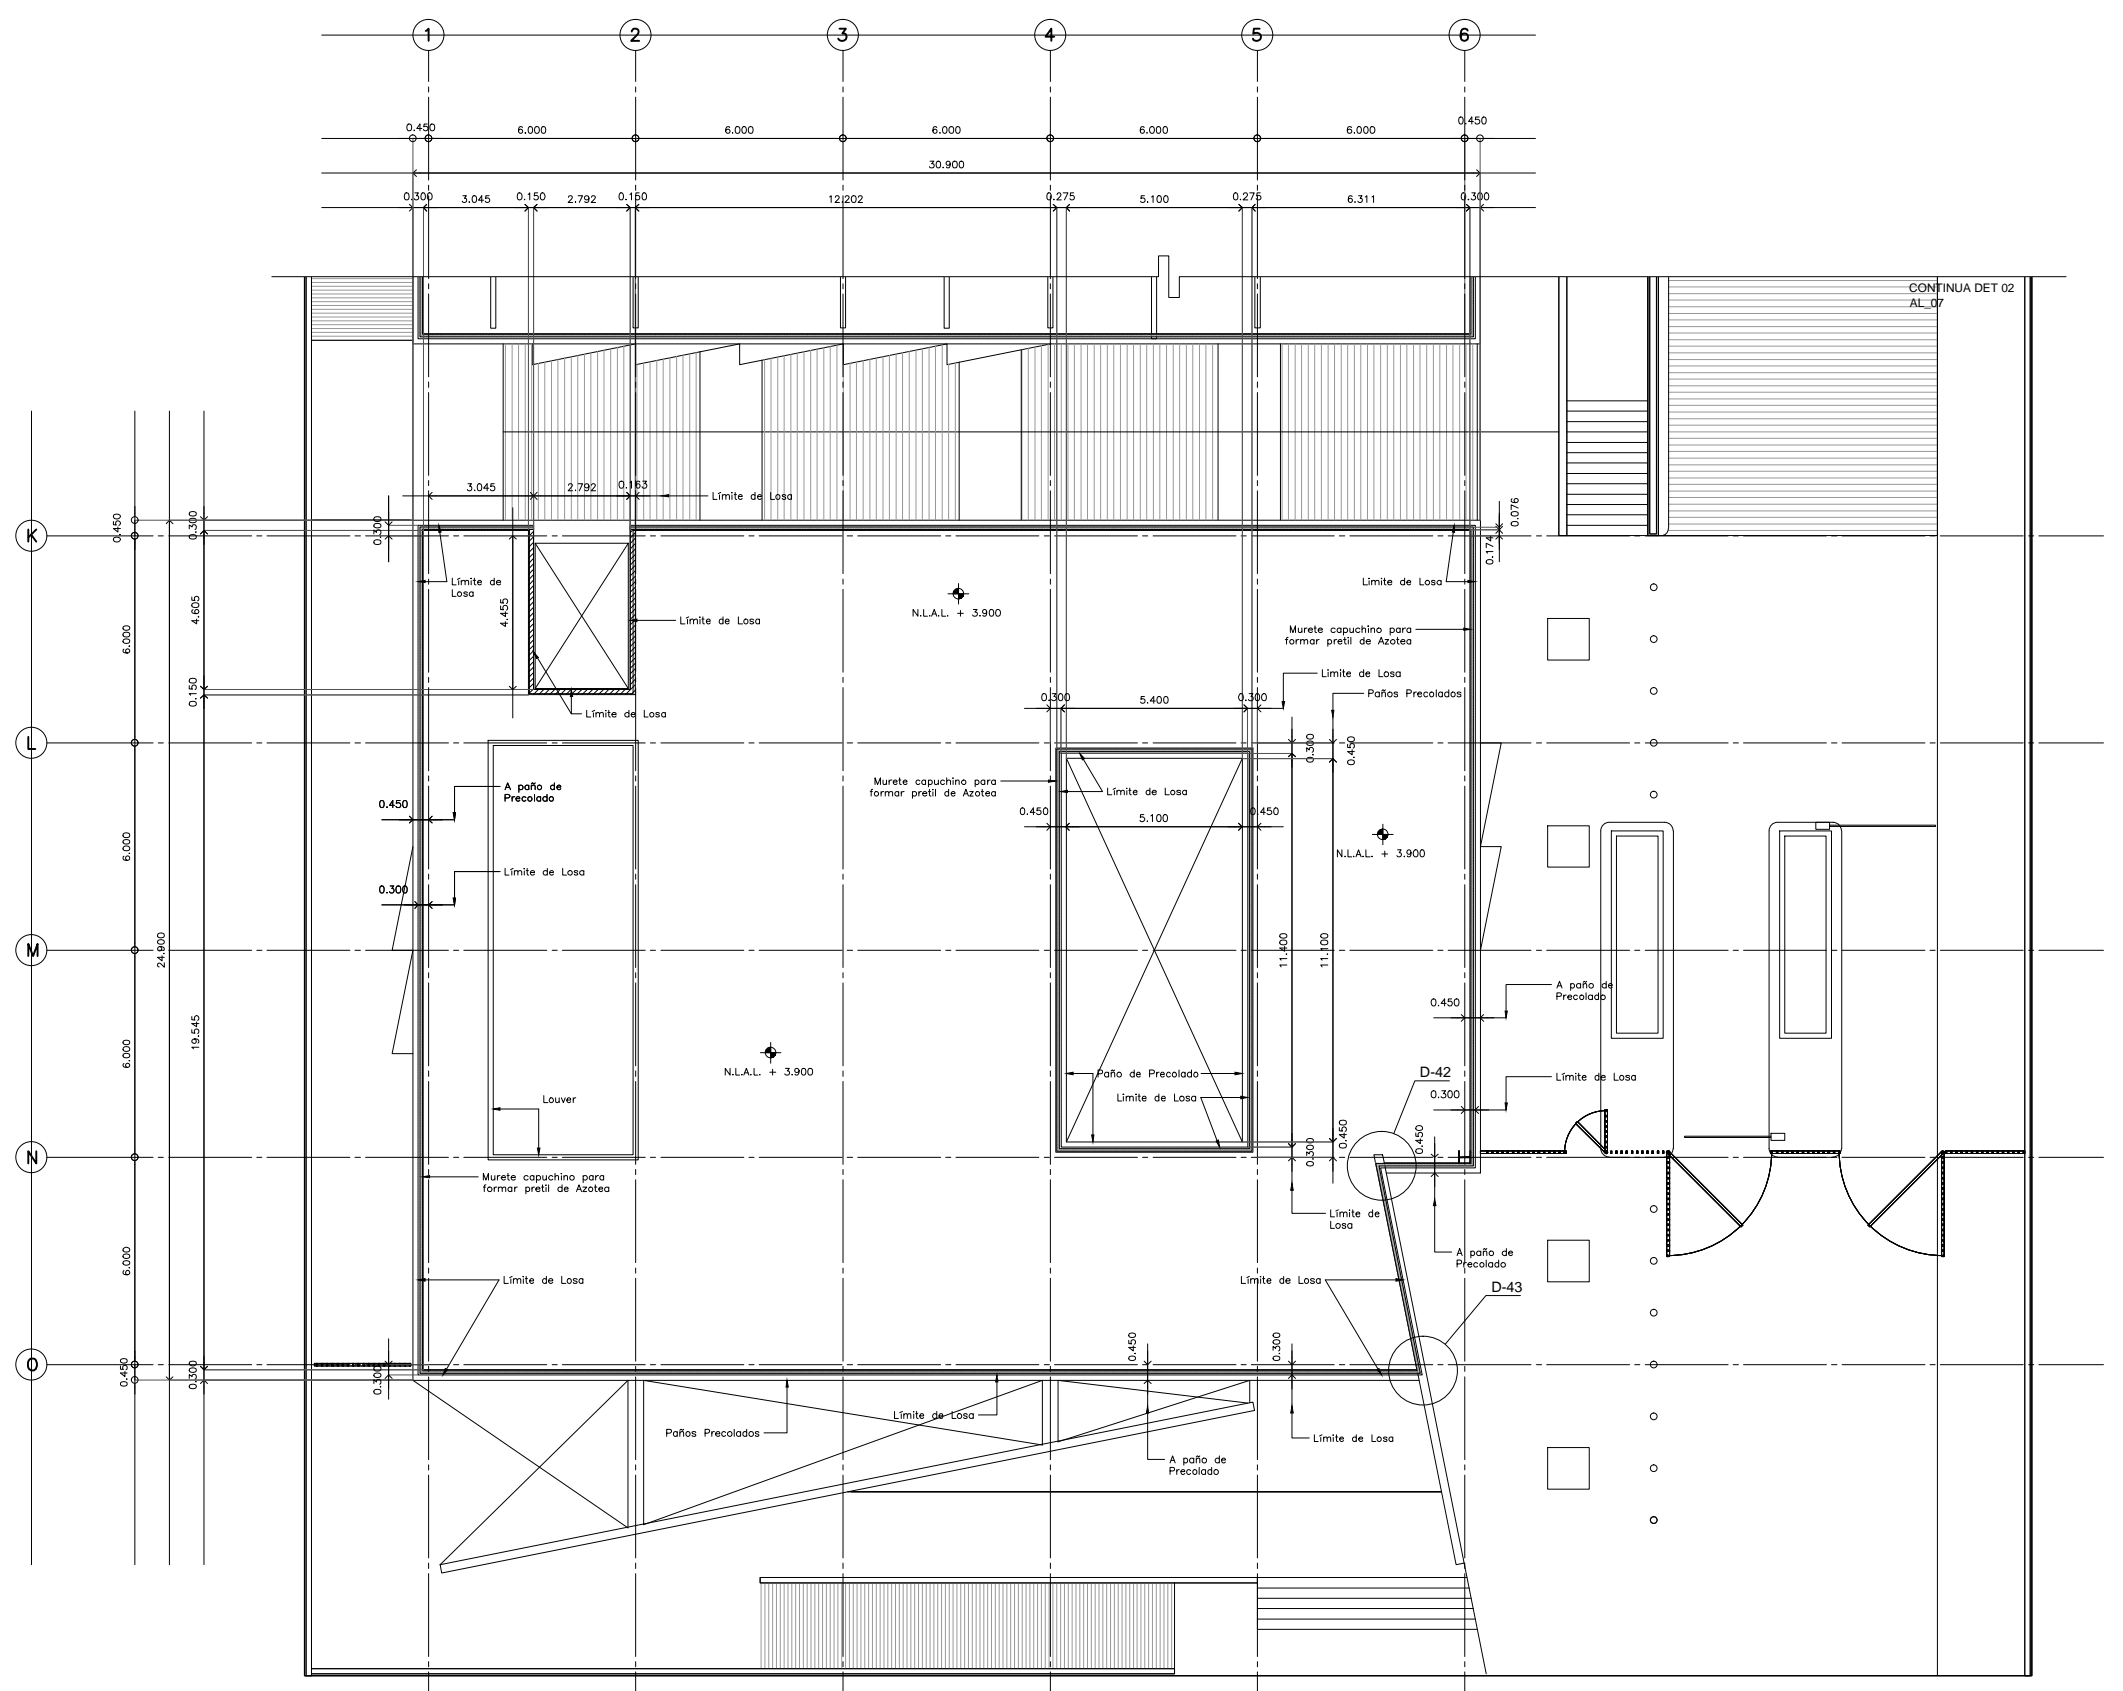 1 2 3 4 5 6
0.450 6.000 6.000 6.000 6.000 6.000 0.450
30.900
0.300 3.045 0.150 2.792 0.150 12.202 0.275 5.100 0.275 6.311 0.300
CONTINUA DET 02
AL_07
3.045 2.792 0.163
Límite de Losa
0.076
0.174
K
0.450
0.300
0.300
Límite de
Losa
4.455
4.605
6.000
0.150
Límite de Losa
Límite de Losa
N.L.A.L. + 3.900
Limite de Losa
Murete capuchino para
formar pretil de Azotea
Limite de Losa
Paños Precolados
0.300 5.400 0.300
L
0.300
0.450
A paño de
Precolado
0.450
Murete capuchino para
formar pretil de Azotea
Límite de Losa
0.450 5.100 0.450
N.L.A.L. + 3.900
6.000
Límite de Losa
0.300
M
24.900
11.400
11.100
A paño de
Precolado
0.450
19.545
6.000
N.L.A.L. + 3.900
Paño de Precolado
D-42
Límite de Losa
0.300
Louver
Limite de Losa
0.450
0.300
0.450
N
Murete capuchino para
formar pretil de Azotea
Límite de
Losa
6.000
A paño de
Precolado
Límite de Losa
Límite de Losa
D-43
0.450
0.300
O
0.450
0.300
0.300
Límite de Losa
Paños Precolados
Límite de Losa
A paño de
Precolado